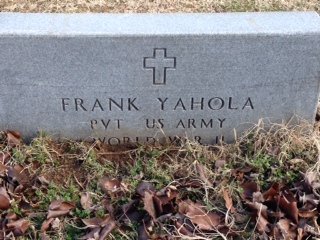 FRANK YAHOLA
PVT US ARMY
WORLD WAR II